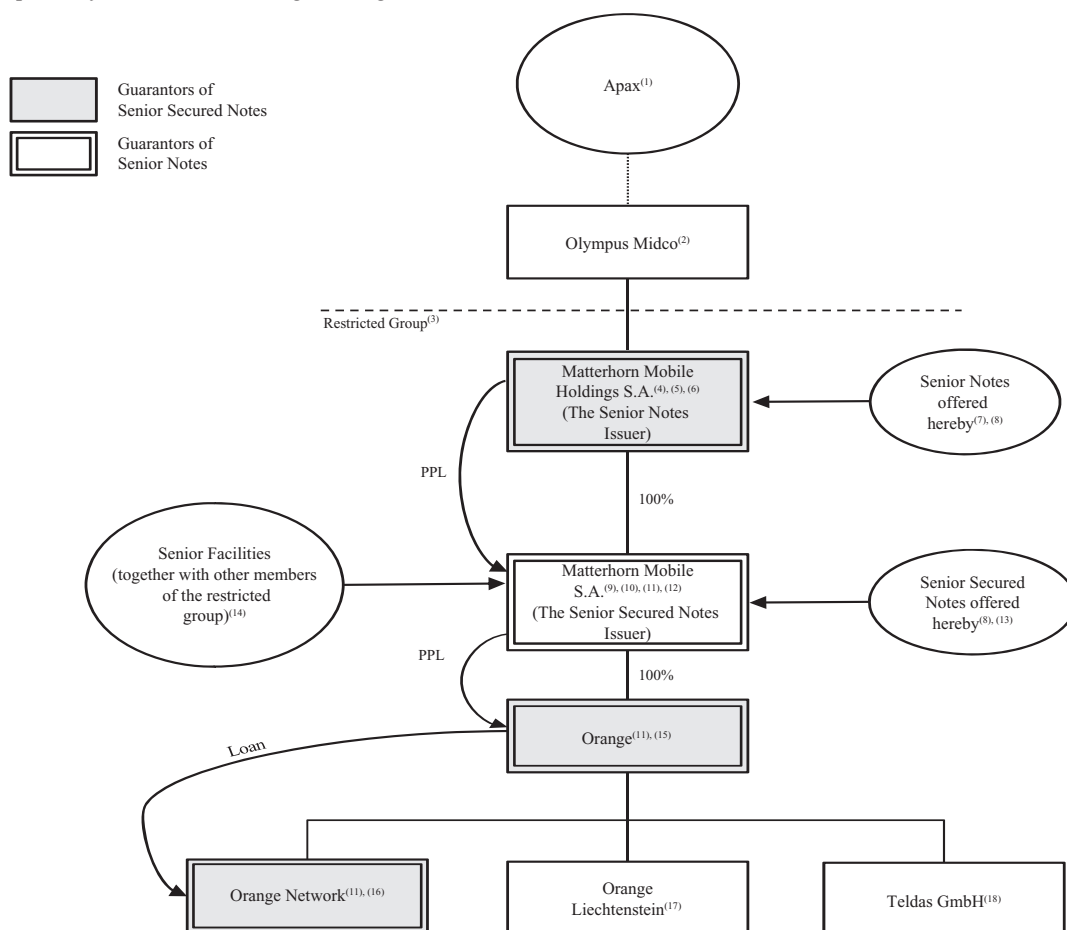 Guarantors of
Senior Secured Notes
Guarantors of
Senior Notes
Apax(1)
Olympus Midco(2)
Restricted Group(3)
Matterhorn Mobile
Holdings S.A.(4), (5), (6)
(The Senior Notes
Issuer)
Senior Notes
offered
hereby(7), (8)
PPL
100%
Senior Facilities
(together with other members
of the restricted
group)(14)
Matterhorn Mobile
S.A.(9), (10), (11), (12)
(The Senior Secured Notes
Issuer)
Senior Secured
Notes offered
hereby(8), (13)
PPL
100%
Orange(11), (15)
Loan
Orange Network(11), (16)
Orange
Liechtenstein(17)
Teldas GmbH(18)